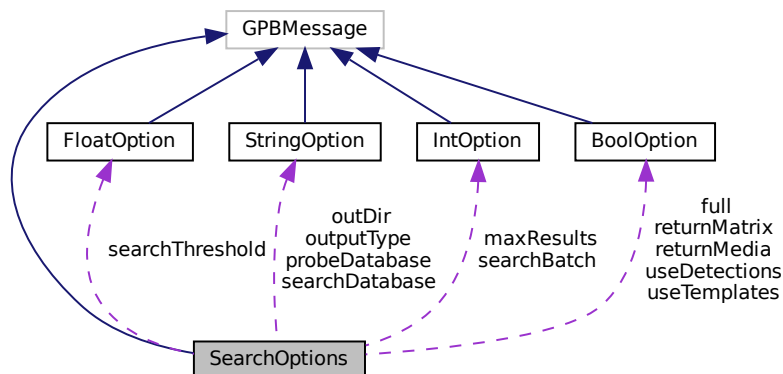 GPBMessage
FloatOption
StringOption
IntOption
BoolOption
searchThreshold
outDir
outputType
probeDatabase
searchDatabase
maxResults
searchBatch
full
returnMatrix
returnMedia
useDetections
useTemplates
SearchOptions